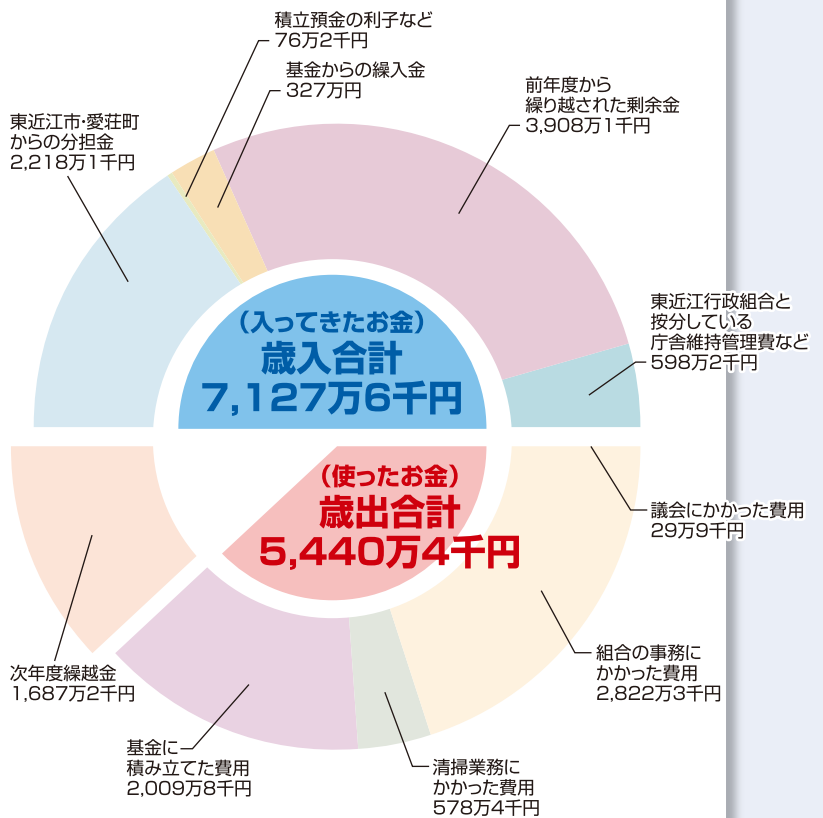 積立預金の利子など
76万2千円
基金からの繰入金
327万円
前年度から
繰り越された剰余金
3,908万1千円
東近江市・愛荘町
からの分担金
2,218万1千円
東近江行政組合と
按分している
庁舎維持管理費など
598万2千円
（入ってきたお金）
歳入合計
7,127万6千円
（使ったお金）
歳出合計
5,440万4千円
議会にかかった費用
29万9千円
組合の事務に
かかった費用
2,822万3千円
次年度繰越金
1,687万2千円
基金に
積み立てた費用
2,009万8千円
清掃業務に
かかった費用
578万4千円